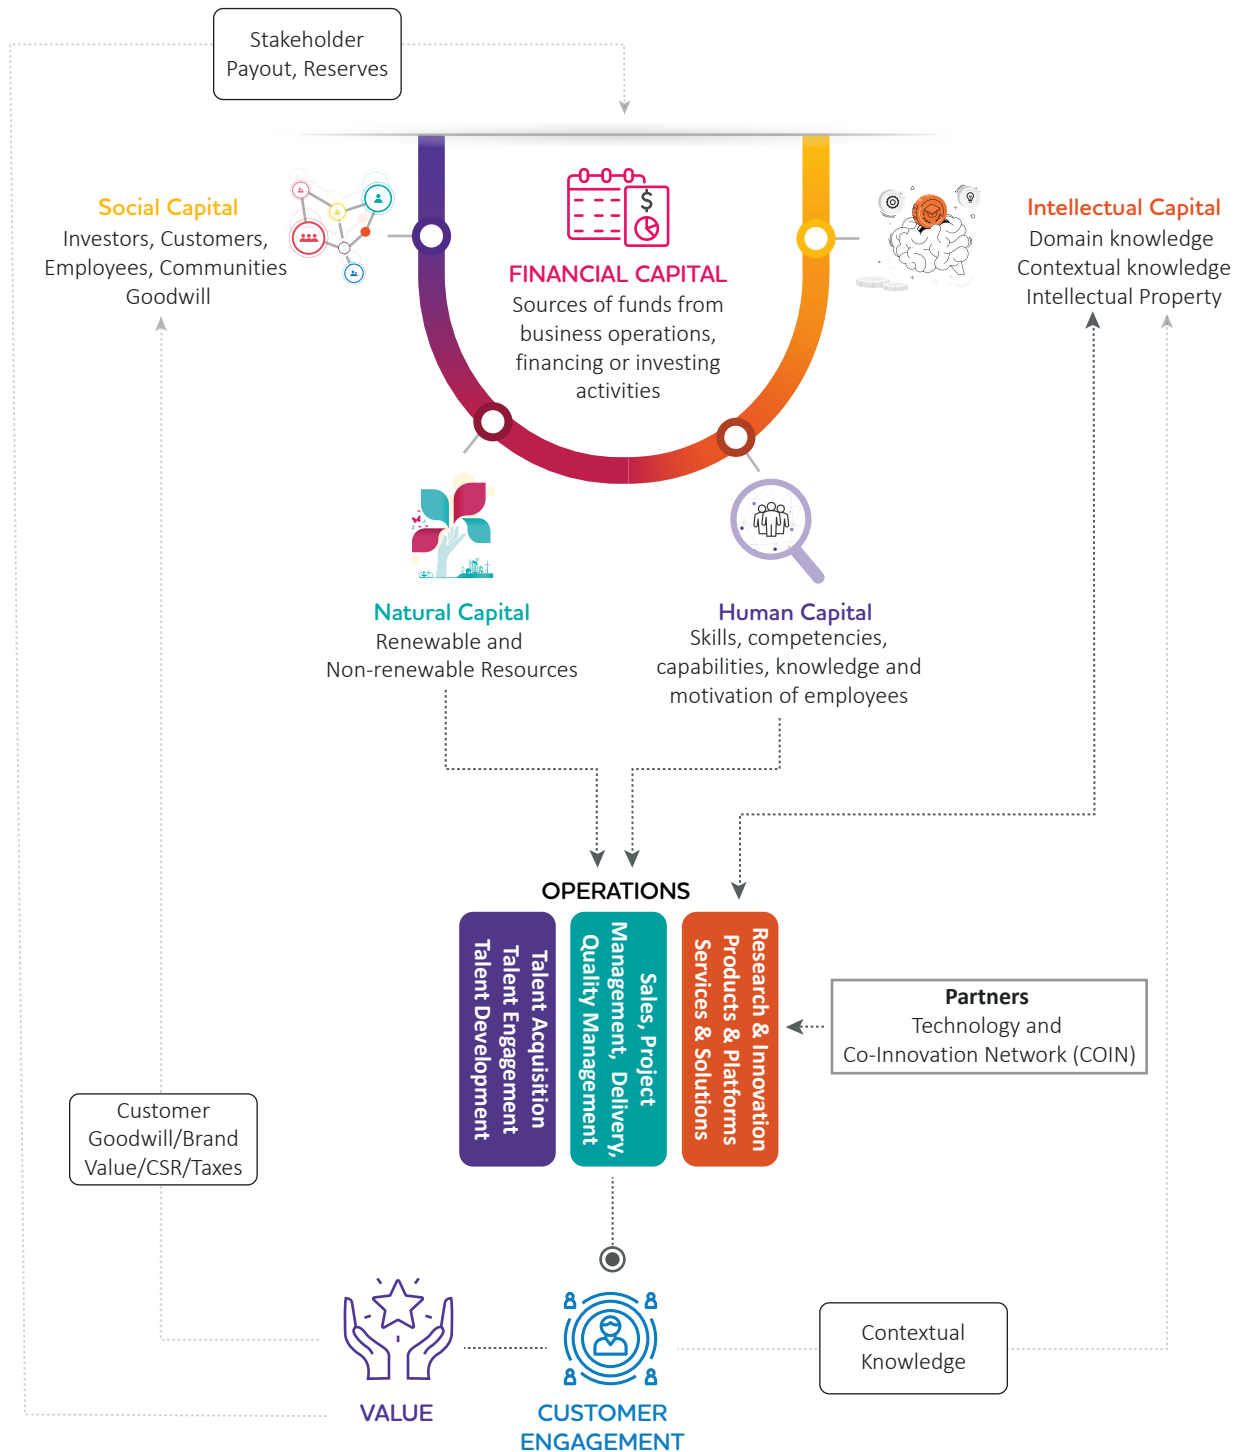 Stakeholder
Payout, Reserves
Social Capital
Investors, Customers,
Employees, Communities
Goodwill
$
FINANCIAL CAPITAL
Sources of funds from
business operations,
financing or investing
activities
Intellectual Capital
Domain knowledge
Contextual knowledge
Intellectual Property
Natural Capital
Renewable and
Non-renewable Resources
Human Capital
Skills, competencies,
capabilities, knowledge and
motivation of employees
OPERATIONS
Talent Acquisition
Talent Engagement
Talent Development
Sales, Project
Management, Delivery,
Quality Management
Research & Innovation
Products & Platforms
Services & Solutions
Partners
Technology and
Co-Innovation Network (COIN)
Customer
Goodwill/Brand
Value/CSR/Taxes
VALUE
CUSTOMER
ENGAGEMENT
Contextual
Knowledge